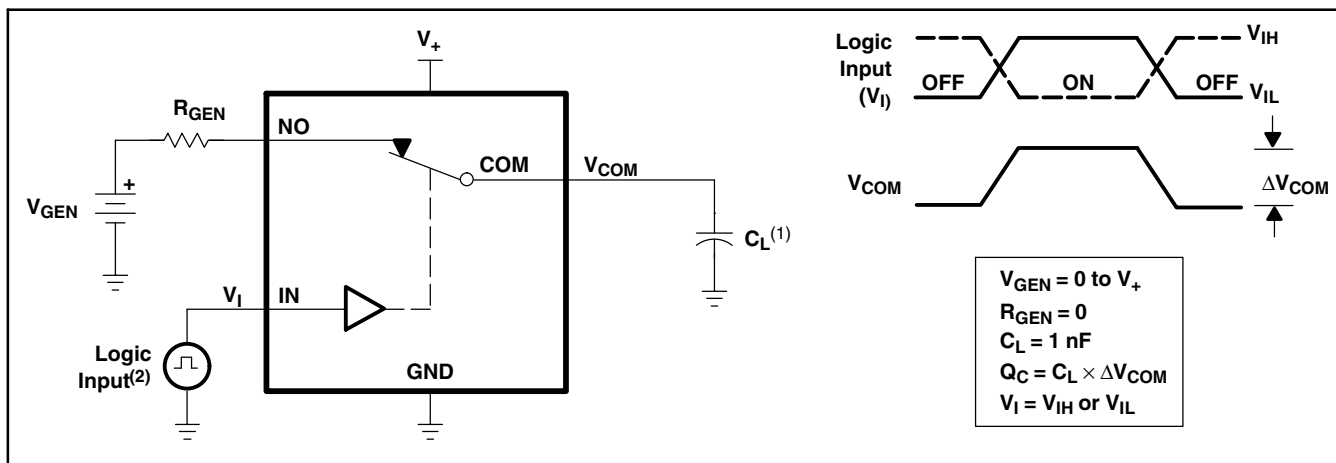 V+
RGEN
NO
COM
VCOM
VGEN
+
CL(1)
VI
IN
Logic
Input(2)
GND
Logic
Input
(VI)
OFF
ON
OFF
VIH
VIL
VCOM
ΔVCOM
VGEN = 0 to V+
RGEN = 0
CL = 1 nF
QC = CL × ΔVCOM
VI = VIH or VIL